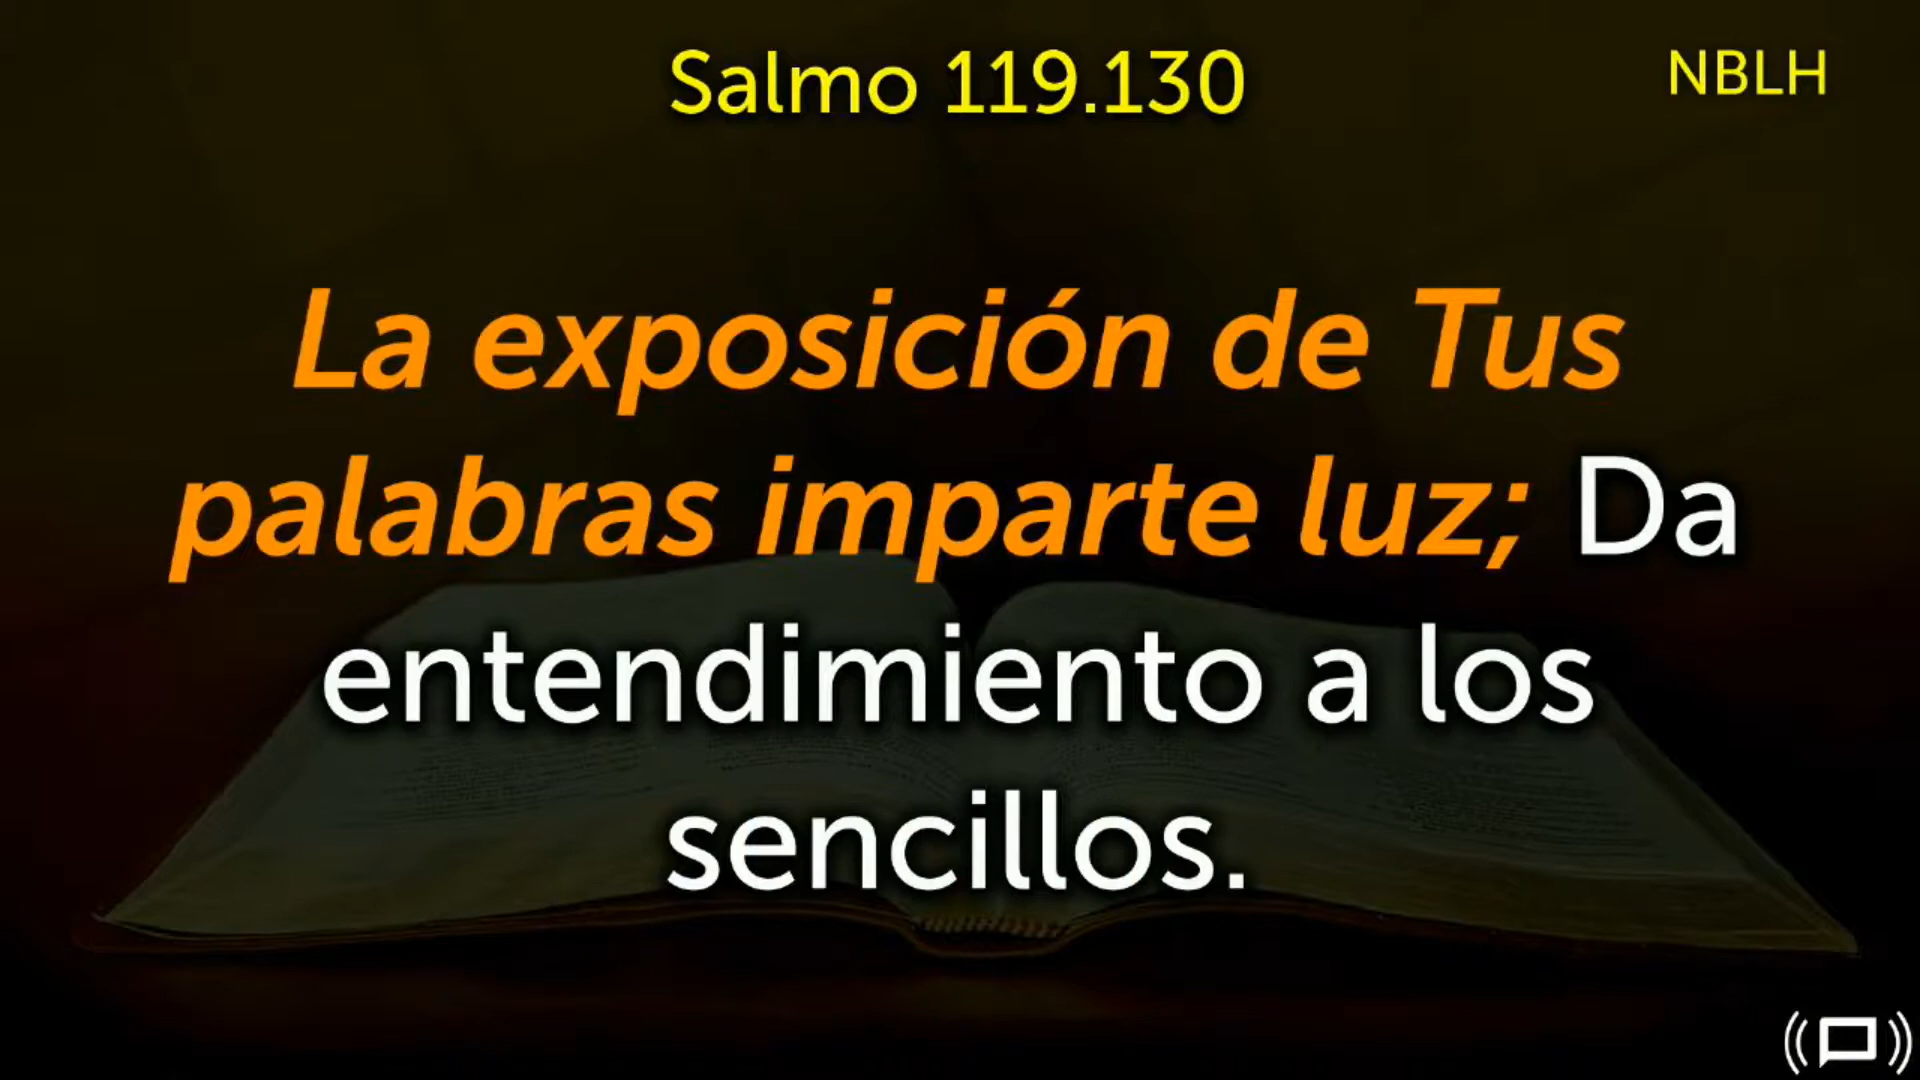 Salmo 119.130
NBLH
La exposición de Tus
palabras imparte luz; Da
entendimiento a los
sencillos.